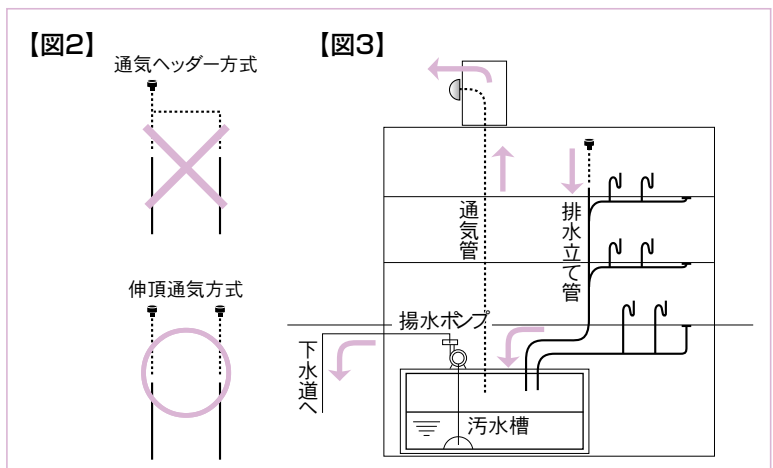 【図2】
通気ヘッダー方式
伸頂通気方式
【図3】
通気管
排水立て管
揚水ポンプ
下水道へ
汚水槽